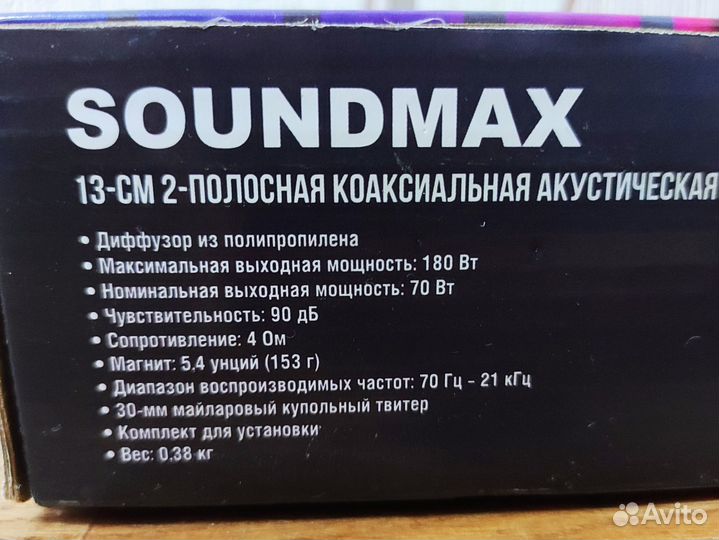 SOUNDMAX
13-СМ 2-ПОЛОСНАЯ КОАКСИАЛЬНАЯ АКУСТИЧЕСКАЯ
• Диффузор из полипропилена
• Максимальная выходная мощность: 180 Вт
• Номинальная выходная мощность: 70 Вт
• Чувствительность: 90 дБ
• Сопротивление: 4 Ом
• Магнит: 5,4 унций (153 г)
• Диапазон воспроизводимых частот: 70 Гц - 21 кГц
• 30-мм майларовый купольный твитер
• Комплект для установки
• Вес: 0,38 кг
Avito